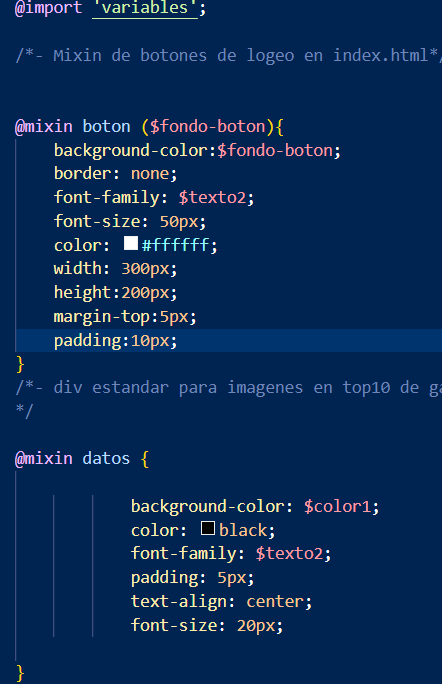 @import 'variables';
/*- Mixin de botones de logeo en index.html*/
@mixin boton ($fondo-boton){
background-color:$fondo-boton;
border: none;
font-family: $texto2;
font-size: 50px;
color: #ffffff;
width: 300px;
height:200px;
margin-top:5px;
padding:10px;
}
/*- div estandar para imagenes en top10 de
*/
@mixin datos {
background-color: $color1;
color: black;
font-family: $texto2;
padding: 5px;
text-align: center;
font-size: 20px;
}